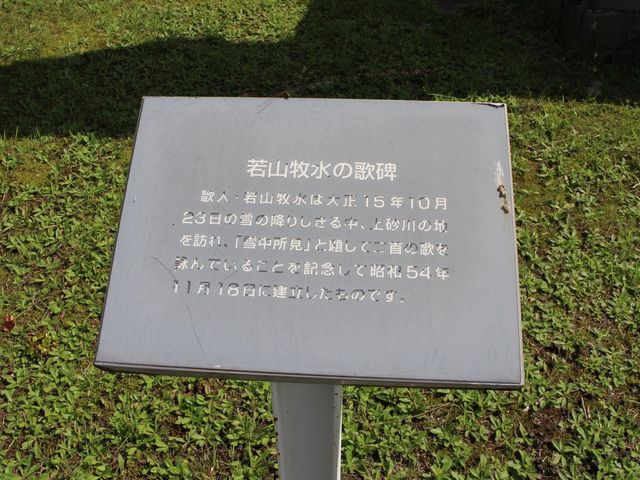 若山牧水の歌碑
歌人・若山牧水は大正15年10月
23日の雪の降りしきる中、上砂川の地
を訪れ、「雪中所見」と題して二首の歌を
詠んでいることを記念して昭和54年
11月18日に建立したものです。